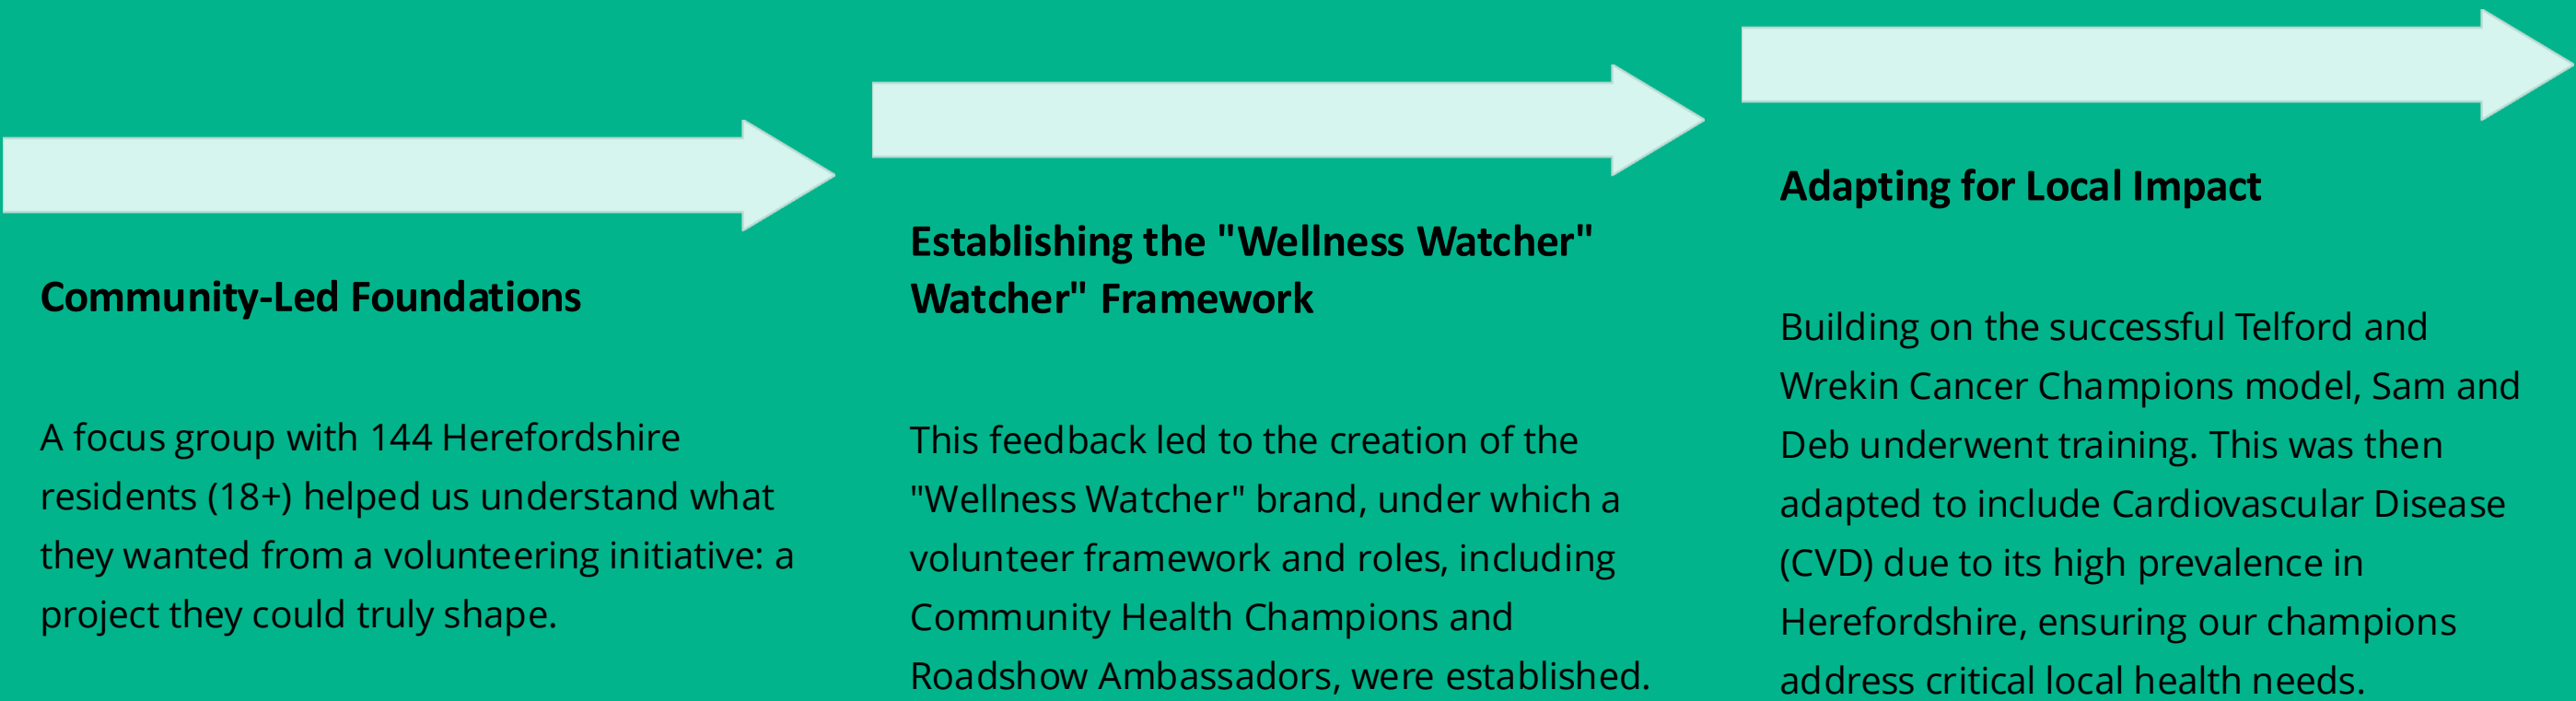 Community-Led Foundations
A focus group with 144 Herefordshire
residents (18+) helped us understand what
they wanted from a volunteering initiative: a
project they could truly shape.
Establishing the "Wellness Watcher"
Watcher" Framework
This feedback led to the creation of the
"Wellness Watcher" brand, under which a
volunteer framework and roles, including
Community Health Champions and
Roadshow Ambassadors, were established.
Adapting for Local Impact
Building on the successful Telford and
Wrekin Cancer Champions model, Sam and
Deb underwent training. This was then
adapted to include Cardiovascular Disease
(CVD) due to its high prevalence in
Herefordshire, ensuring our champions
address critical local health needs.